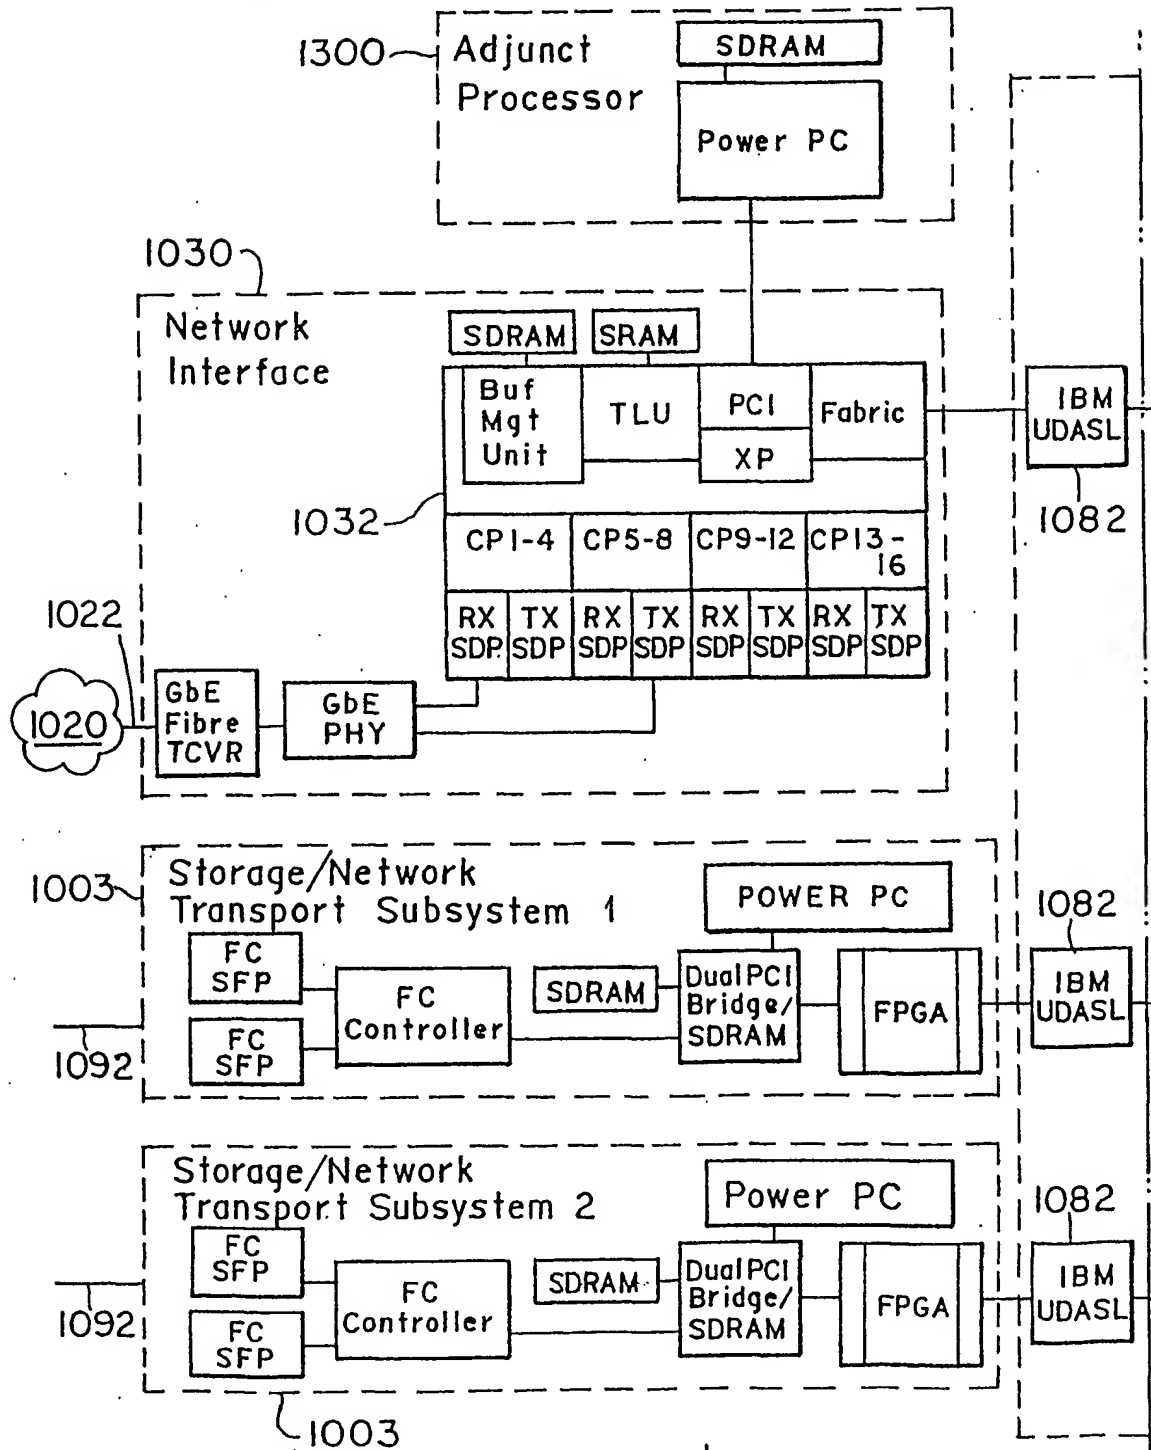 1300
Adjunct
Processor
SDRAM
Power PC
1030
Network
Interface
SDRAM
SRAM
Buf
Mgt
Unit
TLU
PCI
XP
Fabric
IBM
UDASL
1082
1032
CP1-4
CP5-8
CP9-12
CP13-
16
RX
SDP
TX
SDP
RX
SDP
TX
SDP
RX
SDP
TX
SDP
RX
SDP
TX
SDP
1022
1020
GbE
Fibre
TCVR
GbE
PHY
1003
Storage/Network
Transport Subsystem 1
POWER PC
FC
SFP
FC
SFP
FC
Controller
SDRAM
Dual PCI
Bridge/
SDRAM
FPGA
1082
IBM
UDASL
1092
Storage/Network
Transport Subsystem 2
Power PC
FC
SFP
FC
SFP
FC
Controller
SDRAM
Dual PCI
Bridge/
SDRAM
FPGA
1082
IBM
UDASL
1092
1003